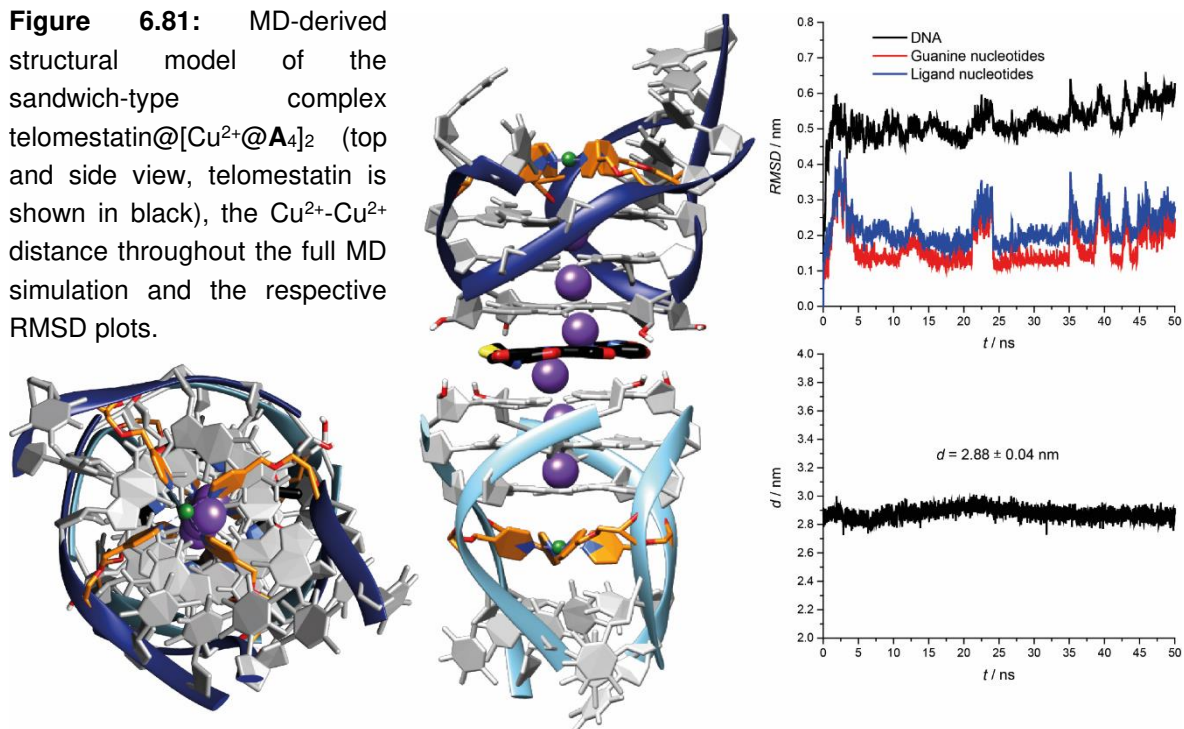 Figure 6.81: MD-derived
structural model of the
sandwich-type complex
telomestatin@[Cu²⁺@A₄]₂ (top
and side view, telomestatin is
shown in black), the Cu²⁺-Cu²⁺
distance throughout the full MD
simulation and the respective
RMSD plots.
DNA
Guanine nucleotides
Ligand nucleotides
RMSD / nm
0.8
0.7
0.6
0.5
0.4
0.3
0.2
0.1
0.0
0 5 10 15 20 25 30 35 40 45 50
t / ns
d / nm
4.0
3.8
3.6
3.4
3.2
3.0
2.8
2.6
2.4
2.2
2.0
d = 2.88 ± 0.04 nm
0 5 10 15 20 25 30 35 40 45 50
t / ns